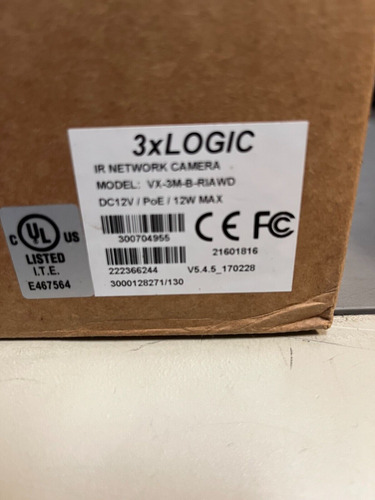 3xLOGIC
IR NETWORK CAMERA
MODEL: VX-3M-B-RIAWD
DC12V / PoE / 12W MAX
300704955
CE FC
21601816
222366244 V5.4.5_170228
3000128271/130
C UL US
LISTED
I.T.E.
E467564